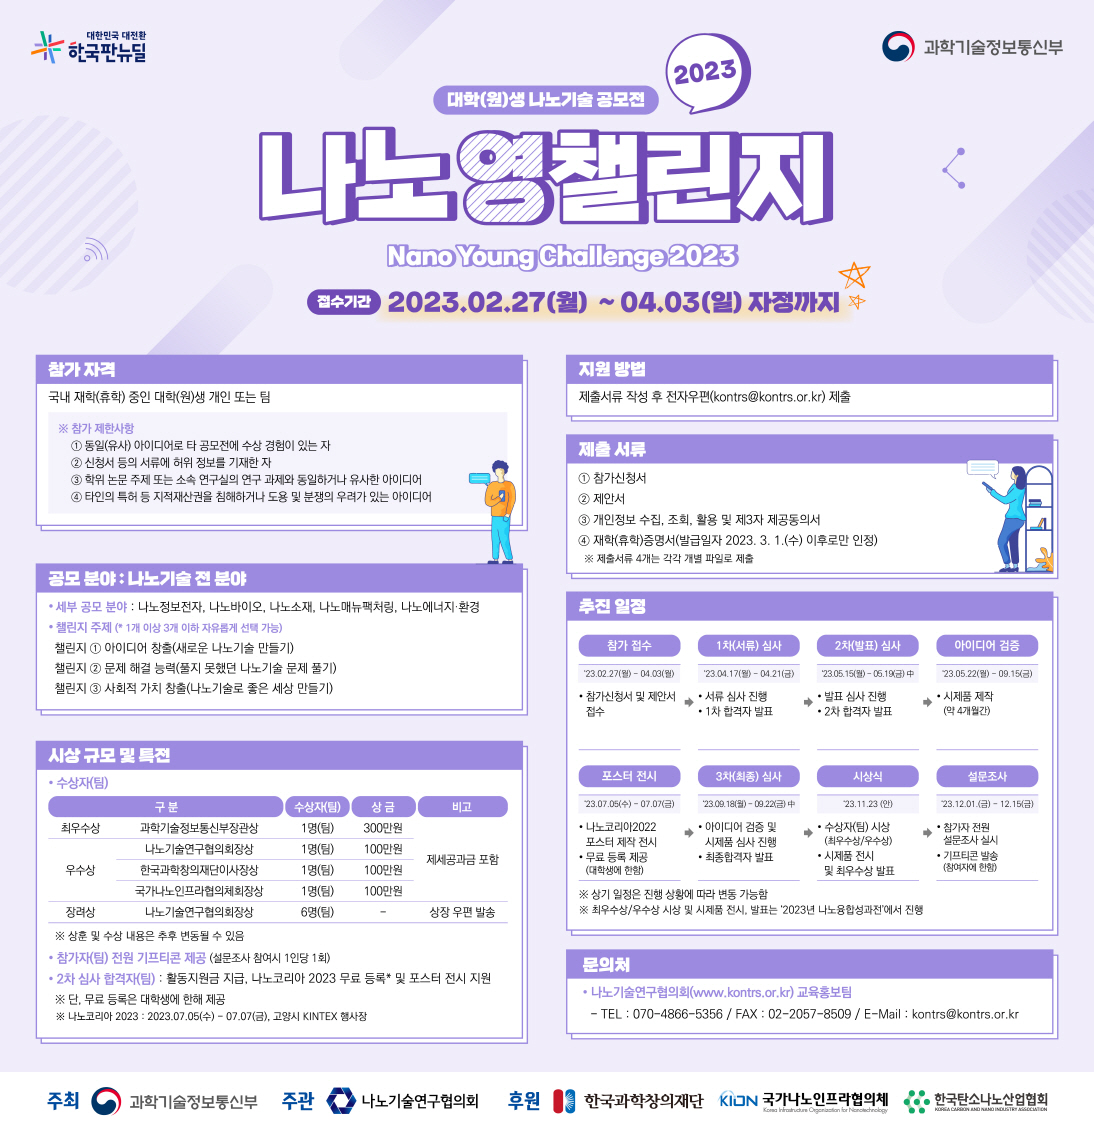 대한민국 대전환
한국판뉴딜
과학기술정보통신부
2023
대학(원)생 나노기술 공모전
나노영챌린지
Nano Young Challenge 2023
접수기간 2023.02.27(월) ~ 04.03(일) 자정까지
참가 자격
국내 재학(휴학) 중인 대학(원)생 개인 또는 팀
※ 참가 제한사항
① 동일(유사) 아이디어로 타 공모전에 수상 경험이 있는 자
② 신청서 등의 서류에 허위 정보를 기재한 자
③ 학위 논문 주제 또는 소속 연구실의 연구 과제와 동일하거나 유사한 아이디어
④ 타인의 특허 등 지적재산권을 침해하거나 도용 및 분쟁의 우려가 있는 아이디어
공모 분야 : 나노기술 전 분야
• 세부 공모 분야 : 나노정보전자, 나노바이오, 나노소재, 나노매뉴팩처링, 나노에너지·환경
• 챌린지 주제 (* 1개 이상 3개 이하 자유롭게 선택 가능)
챌린지 ① 아이디어 창출(새로운 나노기술 만들기)
챌린지 ② 문제 해결 능력(풀지 못했던 나노기술 문제 풀기)
챌린지 ③ 사회적 가치 창출(나노기술로 좋은 세상 만들기)
시상 규모 및 특전
• 수상자(팀)
구 분 수상자(팀) 상 금 비고
최우수상 과학기술정보통신부장관상 1명(팀) 300만원
나노기술연구협의회장상 1명(팀) 100만원
우수상 한국과학창의재단이사장상 1명(팀) 100만원 제세공과금 포함
국가나노인프라협의체회장상 1명(팀) 100만원
장려상 나노기술연구협의회장상 6명(팀) - 상장 우편 발송
※ 상훈 및 수상 내용은 추후 변동될 수 있음
• 참가자(팀) 전원 기프티콘 제공 (설문조사 참여시 1인당 1회)
• 2차 심사 합격자(팀) : 활동지원금 지급, 나노코리아 2023 무료 등록* 및 포스터 전시 지원
※ 단, 무료 등록은 대학생에 한해 제공
※ 나노코리아 2023 : 2023.07.05(수) - 07.07(금), 고양시 KINTEX 행사장
지원 방법
제출서류 작성 후 전자우편(kontrs@kontrs.or.kr) 제출
제출 서류
① 참가신청서
② 제안서
③ 개인정보 수집, 조회, 활용 및 제3자 제공동의서
④ 재학(휴학)증명서(발급일자 2023. 3. 1.(수) 이후로만 인정)
※ 제출서류 4개는 각각 개별 파일로 제출
추진 일정
참가 접수 1차(서류) 심사 2차(발표) 심사 아이디어 검증
'23.02.27(월) - 04.03(월) '23.04.17(월) - 04.21(금) '23.05.15(월) - 05.19(금) 中 '23.05.22(월) - 09.15(금)
• 참가신청서 및 제안서 • 서류 심사 진행 • 발표 심사 진행 • 시제품 제작
접수 • 1차 합격자 발표 • 2차 합격자 발표 (약 4개월간)
포스터 전시 3차(최종) 심사 시상식 설문조사
'23.07.05(수) - 07.07(금) '23.09.18(월) - 09.22(금) 中 '23.11.23 (안) '23.12.01.(금) - 12.15(금)
• 나노코리아2022 • 아이디어 검증 및 • 수상자(팀) 시상 • 참가자 전원
포스터 제작 전시 시제품 심사 진행 (최우수상/우수상) 설문조사 실시
• 무료 등록 제공 • 최종합격자 발표 • 시제품 전시 • 기프티콘 발송
(대학생에 한함) 및 최우수상 발표 (참여자에 한함)
※ 상기 일정은 진행 상황에 따라 변동 가능함
※ 최우수상/우수상 시상 및 시제품 전시, 발표는 '2023년 나노융합성과전'에서 진행
문의처
• 나노기술연구협의회(www.kontrs.or.kr) 교육홍보팀
- TEL : 070-4866-5356 / FAX : 02-2057-8509 / E-Mail : kontrs@kontrs.or.kr
주최 과학기술정보통신부 주관 나노기술연구협의회 후원 한국과학창의재단 KION 국가나노인프라협의체 한국탄소나노산업협회
Korea Infrastructure Organization for Nanotechnology KOREA CARBON AND NANO INDUSTRY ASSOCIATION